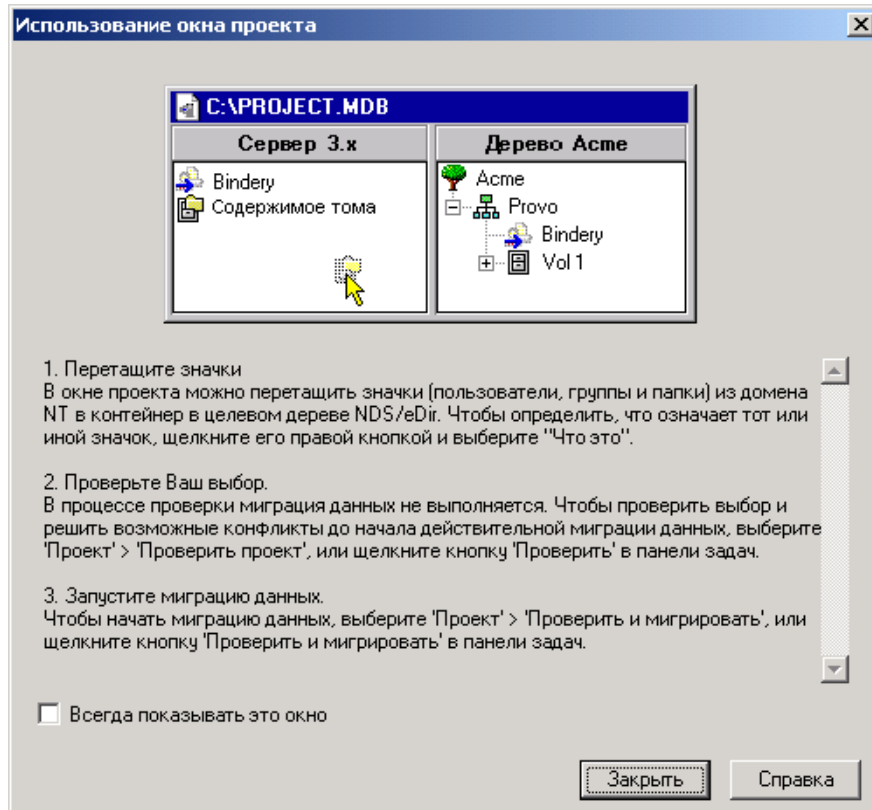 Использование окна проекта
C:\PROJECT.MDB
Сервер 3.x
Дерево Acme
Bindery
Содержимое тома
Acme
Provo
Bindery
Vol 1
1. Перетащите значки
В окне проекта можно перетащить значки (пользователи, группы и папки) из домена
NT в контейнер в целевом дереве NDS/eDir. Чтобы определить, что означает тот или
иной значок, щелкните его правой кнопкой и выберите "Что это".
2. Проверьте Ваш выбор.
В процессе проверки миграция данных не выполняется. Чтобы проверить выбор и
решить возможные конфликты до начала действительной миграции данных, выберите
'Проект' > 'Проверить проект', или щелкните кнопку 'Проверить' в панели задач.
3. Запустите миграцию данных.
Чтобы начать миграцию данных, выберите 'Проект' > 'Проверить и мигрировать', или
щелкните кнопку 'Проверить и мигрировать' в панели задач.
Всегда показывать это окно
Закрыть
Справка